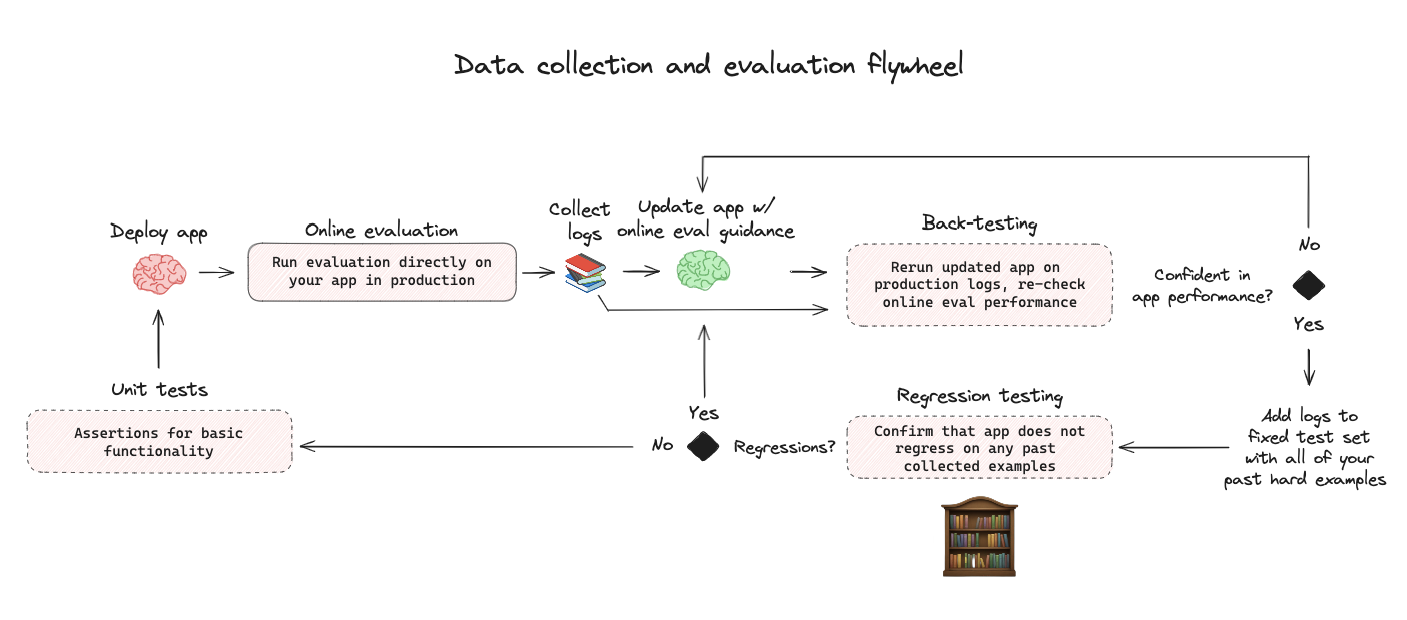 Data collection and evaluation flywheel
Deploy app
Online evaluation
Run evaluation directly on
your app in production
Collect
logs
Update app w/
online eval guidance
Back-testing
Rerun updated app on
production logs, re-check
online eval performance
No
Confident in
app performance?
Yes
Add logs to
fixed test set
with all of your
past hard examples
Regression testing
Confirm that app does not
regress on any past
collected examples
Regressions?
Yes
No
Unit tests
Assertions for basic
functionality